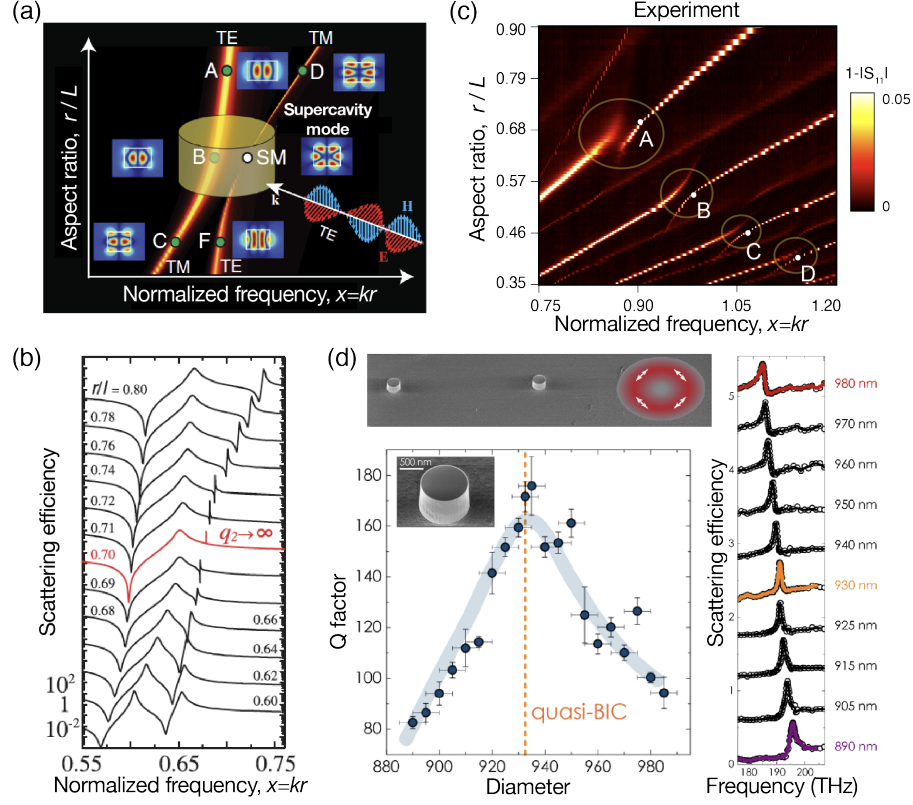 (a)
TE
TM
A
D
Supercavity
mode
B
SM
k
H
TE
E
C
F
TM
TE
Aspect ratio, r / L
Normalized frequency, x=kr
(c)
Experiment
0.90
0.79
0.68
0.57
0.46
0.35
Aspect ratio, r / L
A
B
C
D
0.75
0.90
1.05
1.20
Normalized frequency, x=kr
1-|S11|
0.05
0
(b)
r/l = 0.80
0.78
0.76
0.74
0.72
0.71
q2→∞
0.70
0.69
0.68
0.66
0.64
0.62
0.60
10²
1
10⁻²
Scattering efficiency
0.55
0.65
0.75
Normalized frequency, x=kr
(d)
500 nm
180
160
140
120
100
80
Q factor
quasi-BIC
880
900
920
940
960
980
Diameter
5
4
3
2
1
0
Scattering efficiency
980 nm
970 nm
960 nm
950 nm
940 nm
930 nm
925 nm
915 nm
905 nm
890 nm
180
190
200
Frequency (THz)